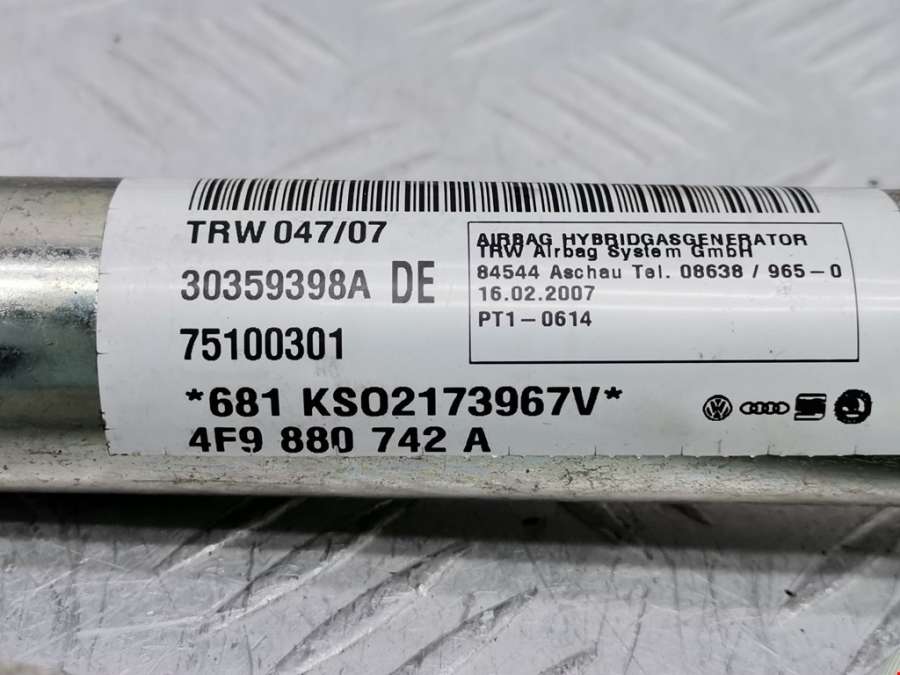 TRW 047/07
30359398A DE
75100301
AIRBAG HYBRIDGASGENERATOR
TRW Airbag System GmbH
84544 Aschau Tel. 08638 / 965-0
16.02.2007
PT1-0614
*681 KSO2173967V*
4F9 880 742 A